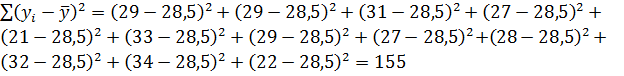 ∑(yᵢ − ȳ)² = (29 − 28,5)² + (29 − 28,5)² + (31 − 28,5)² + (27 − 28,5)² +
(21 − 28,5)² + (33 − 28,5)² + (29 − 28,5)² + (27 − 28,5)²+(28 − 28,5)² +
(32 − 28,5)² + (34 − 28,5)² + (22 − 28,5)² = 155